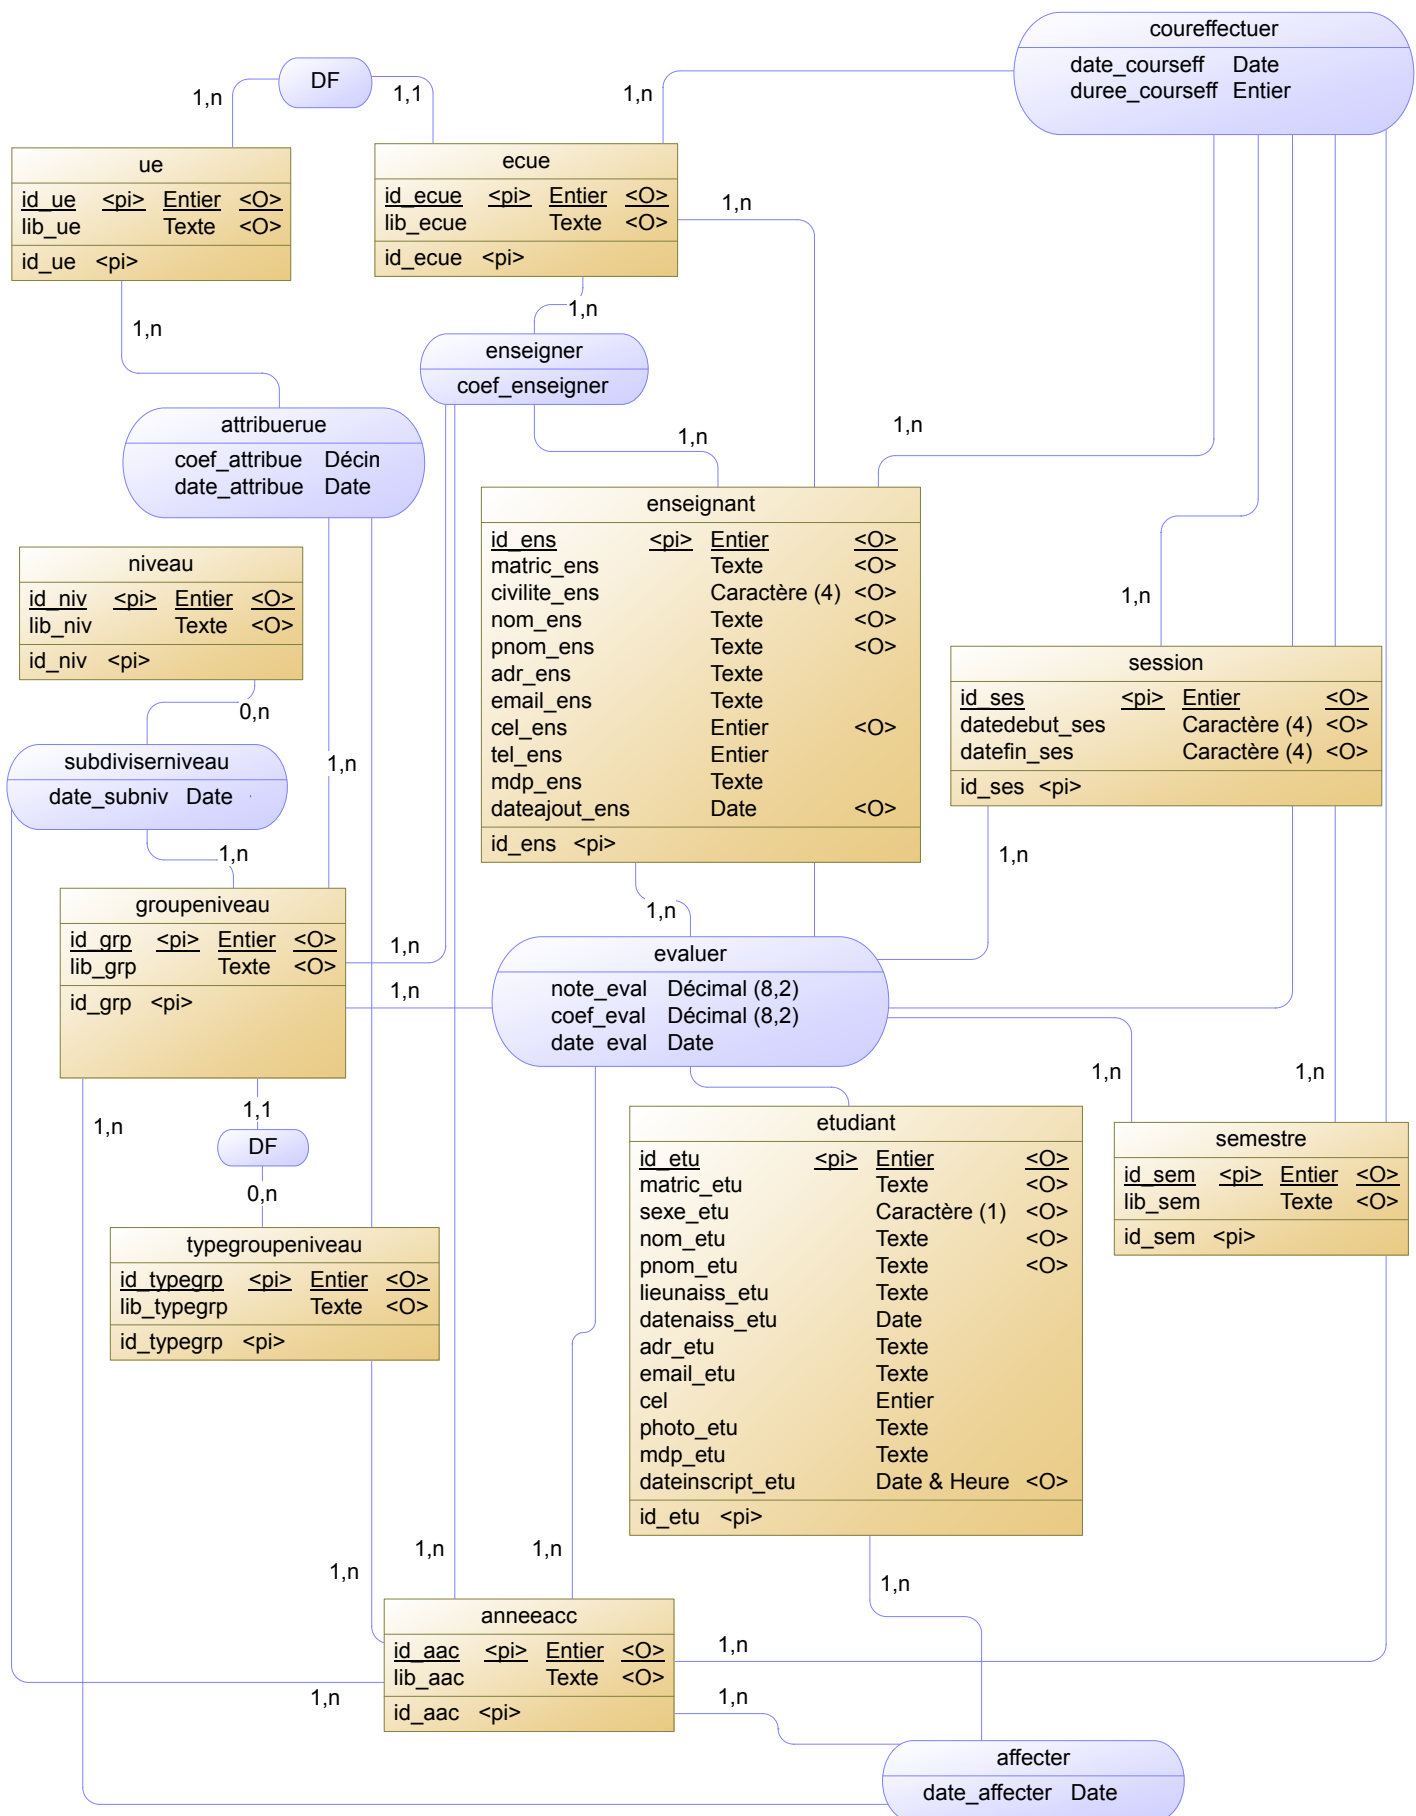 coureffectuer
date_courseff Date
duree_courseff Entier
DF
1,n
1,1
1,n
ue
id_ue <pi> Entier <O>
lib_ue Texte <O>
id_ue <pi>
ecue
id_ecue <pi> Entier <O>
lib_ecue Texte <O>
id_ecue <pi>
1,n
1,n
1,n
enseigner
coef_enseigner
attribuerue
coef_attribue Décin
date_attribue Date
1,n
1,n
enseignant
id_ens <pi> Entier <O>
matric_ens Texte <O>
civilite_ens Caractère (4) <O>
nom_ens Texte <O>
pnom_ens Texte <O>
adr_ens Texte
email_ens Texte
cel_ens Entier <O>
tel_ens Entier
mdp_ens Texte
dateajout_ens Date <O>
id_ens <pi>
niveau
id_niv <pi> Entier <O>
lib_niv Texte <O>
id_niv <pi>
1,n
session
id_ses <pi> Entier <O>
datedebut_ses Caractère (4) <O>
datefin_ses Caractère (4) <O>
id_ses <pi>
0,n
subdiviserniveau
date_subniv Date
1,n
1,n
1,n
1,n
groupeniveau
id_grp <pi> Entier <O>
lib_grp Texte <O>
id_grp <pi>
1,n
1,n
evaluer
note_eval Décimal (8,2)
coef_eval Décimal (8,2)
date_eval Date
1,n
1,n
1,1
1,n
DF
0,n
typegroupeniveau
id_typegrp <pi> Entier <O>
lib_typegrp Texte <O>
id_typegrp <pi>
etudiant
id_etu <pi> Entier <O>
matric_etu Texte <O>
sexe_etu Caractère (1) <O>
nom_etu Texte <O>
pnom_etu Texte <O>
lieunaiss_etu Texte
datenaiss_etu Date
adr_etu Texte
email_etu Texte
cel Entier
photo_etu Texte
mdp_etu Texte
dateinscript_etu Date & Heure <O>
id_etu <pi>
semestre
id_sem <pi> Entier <O>
lib_sem Texte <O>
id_sem <pi>
1,n
1,n
1,n
1,n
anneeacc
id_aac <pi> Entier <O>
lib_aac Texte <O>
id_aac <pi>
1,n
1,n
1,n
affecter
date_affecter Date